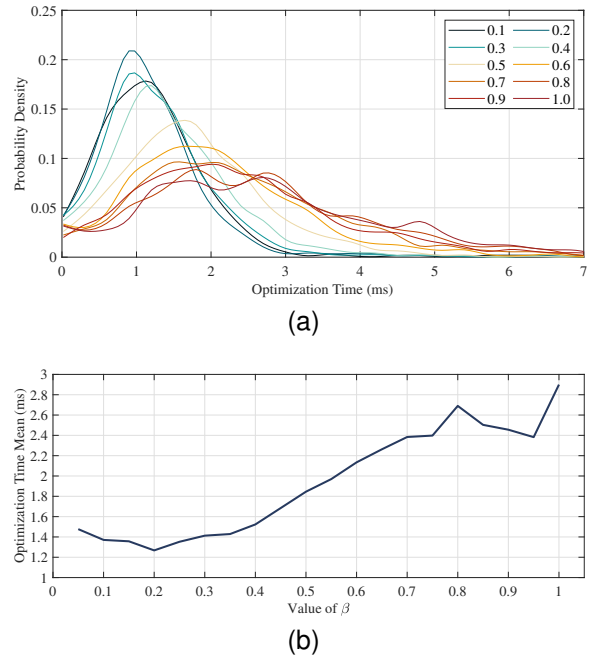 0.25
0.2
0.15
0.1
0.05
0
Probability Density
0.1 0.2
0.3 0.4
0.5 0.6
0.7 0.8
0.9 1.0
0 1 2 3 4 5 6 7
Optimization Time (ms)
(a)
3
2.8
2.6
2.4
2.2
2
1.8
1.6
1.4
1.2
1
Optimization Time Mean (ms)
0 0.1 0.2 0.3 0.4 0.5 0.6 0.7 0.8 0.9 1
Value of β
(b)